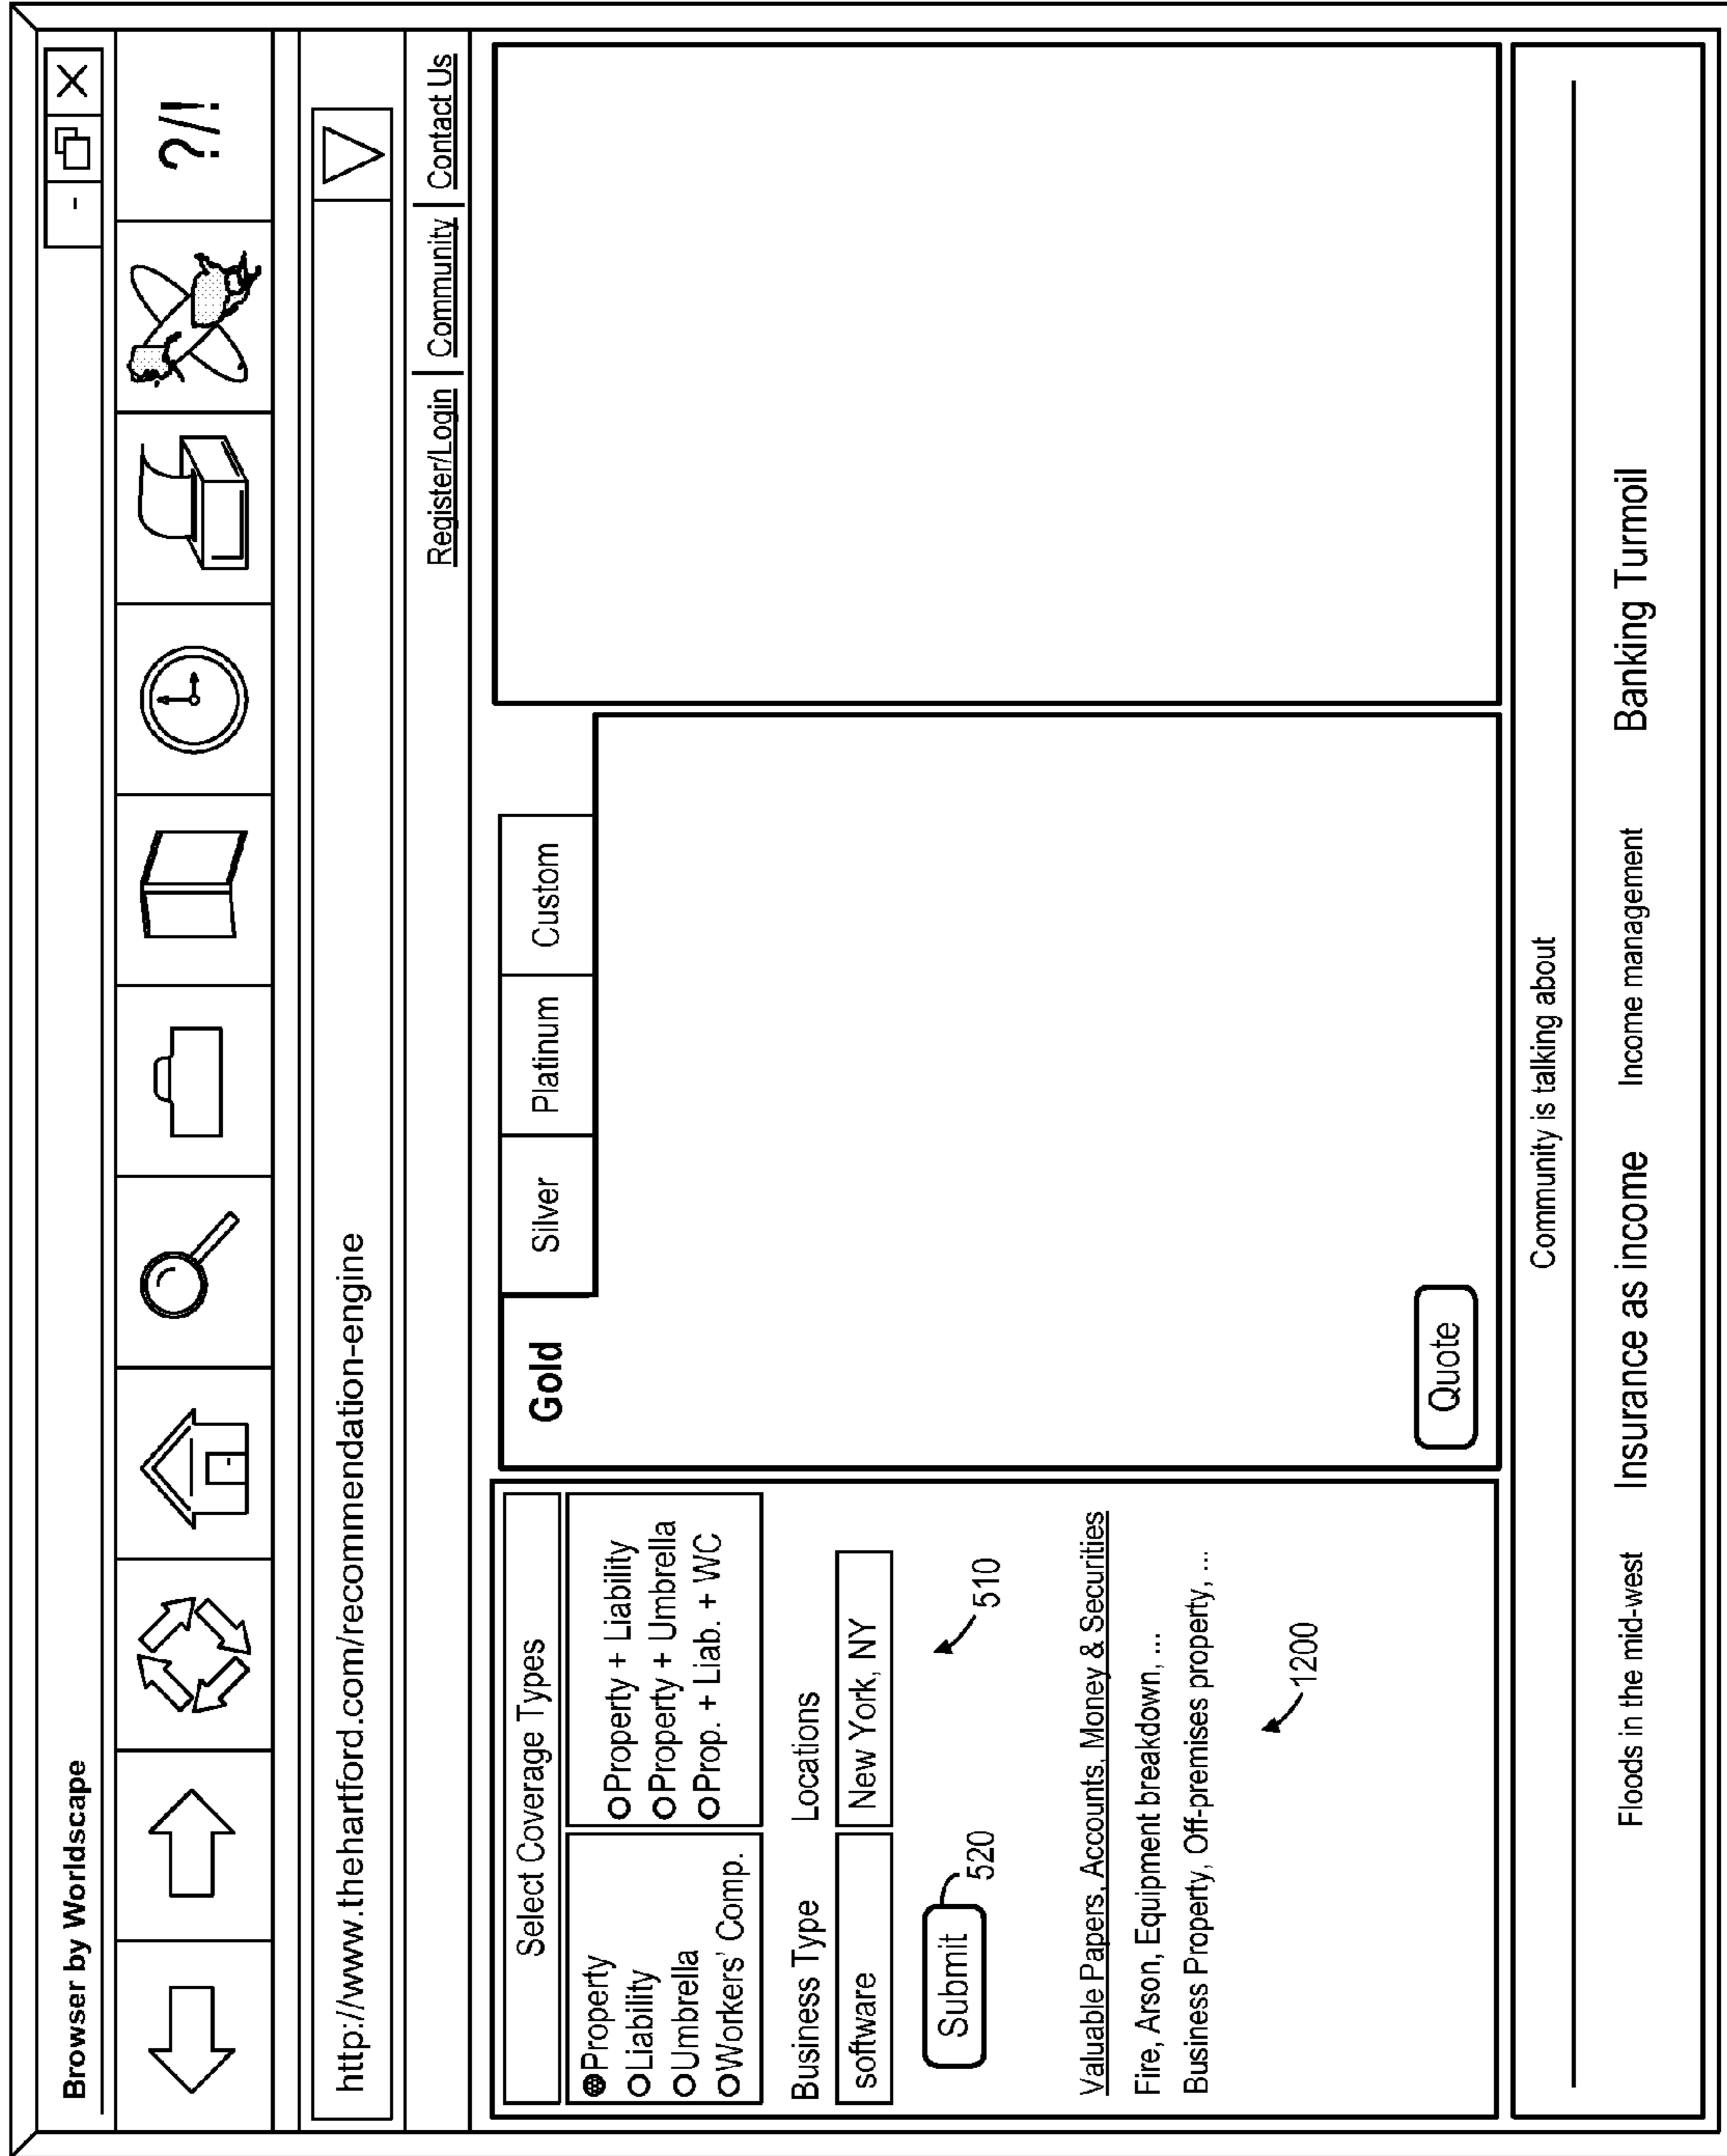 Browser by Worldscape
- X
?/!
http://www.thehartford.com/recommendation-engine
Register/Login | Community | Contact Us
Select Coverage Types
Property
Liability
Umbrella
Workers' Comp.
Property + Liability
Property + Umbrella
Prop. + Liab. + WC
Business Type Locations
software New York, NY
Submit
520
510
Valuable Papers, Accounts, Money & Securities
Fire, Arson, Equipment breakdown, ...
Business Property, Off-premises property, ...
1200
Gold Silver Platinum Custom
Quote
Community is talking about
Floods in the mid-west Insurance as income Income management Banking Turmoil